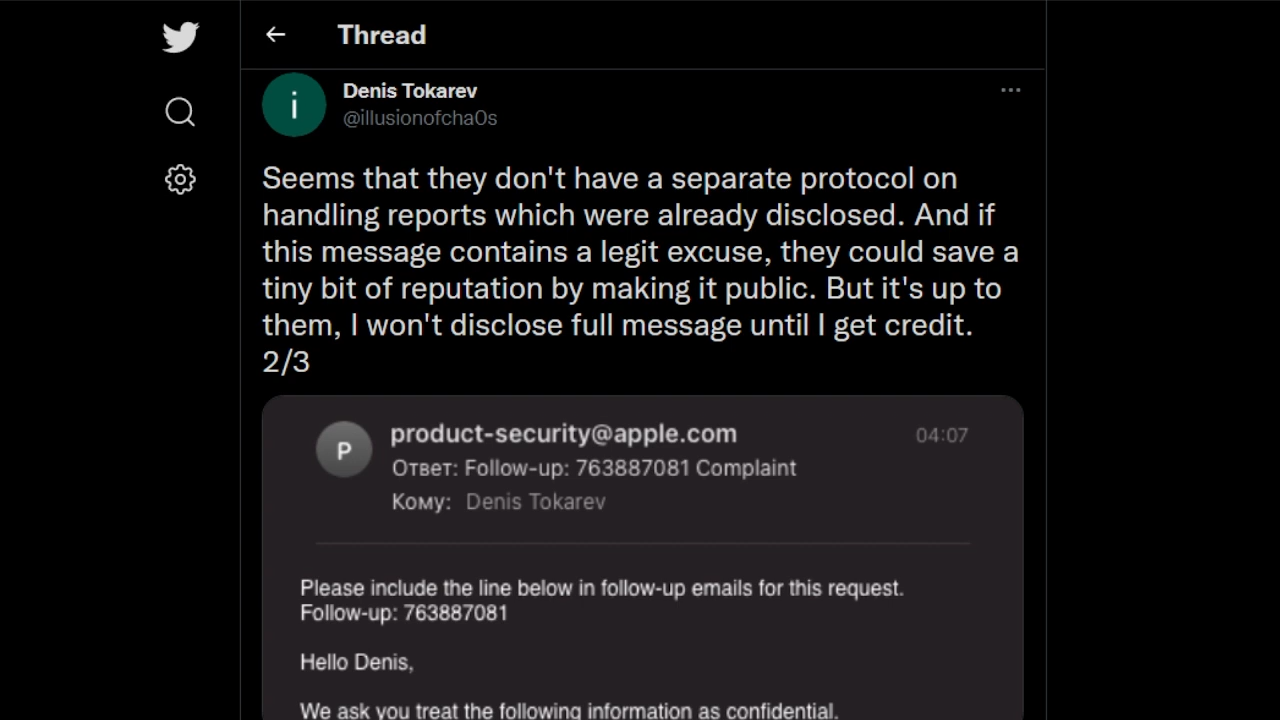 Thread
i
Denis Tokarev
@illusionofcha0s
Seems that they don't have a separate protocol on
handling reports which were already disclosed. And if
this message contains a legit excuse, they could save a
tiny bit of reputation by making it public. But it's up to
them, I won't disclose full message until I get credit.
2/3
P
product-security@apple.com
04:07
Ответ: Follow-up: 763887081 Complaint
Кому: Denis Tokarev
Please include the line below in follow-up emails for this request.
Follow-up: 763887081
Hello Denis,
We ask you treat the following information as confidential.